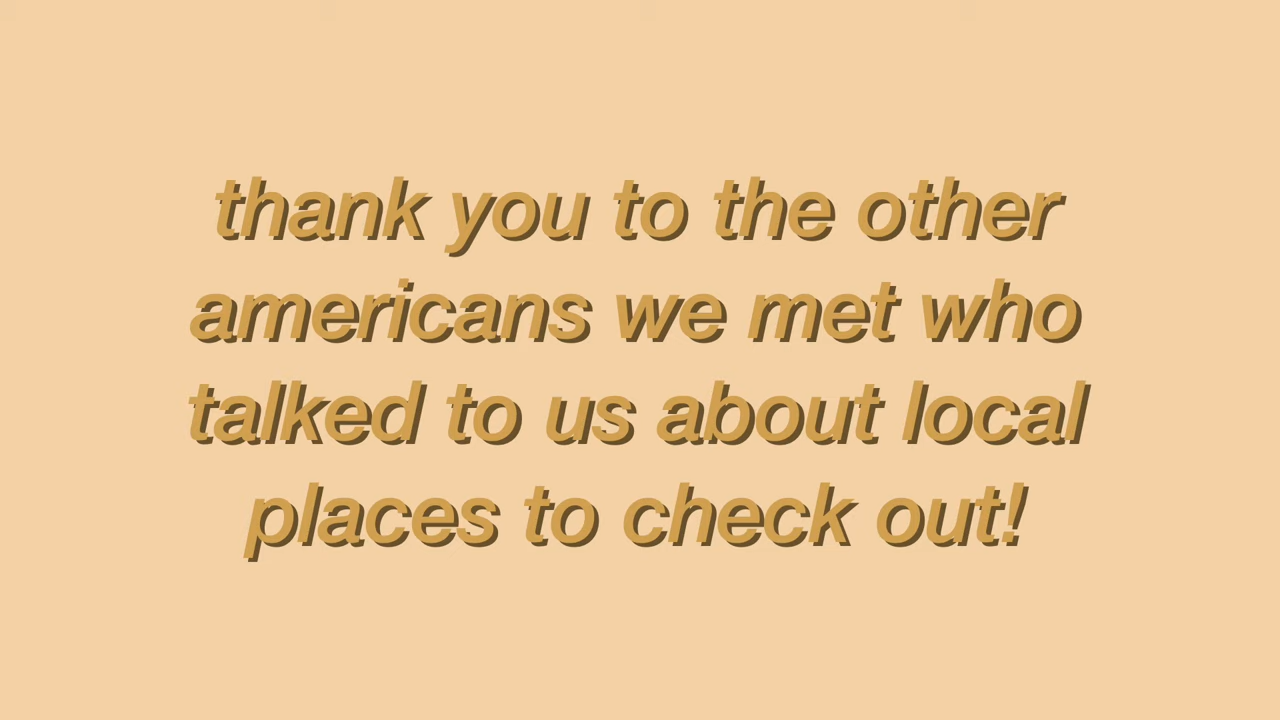 thank you to the other
americans we met who
talked to us about local
places to check out!